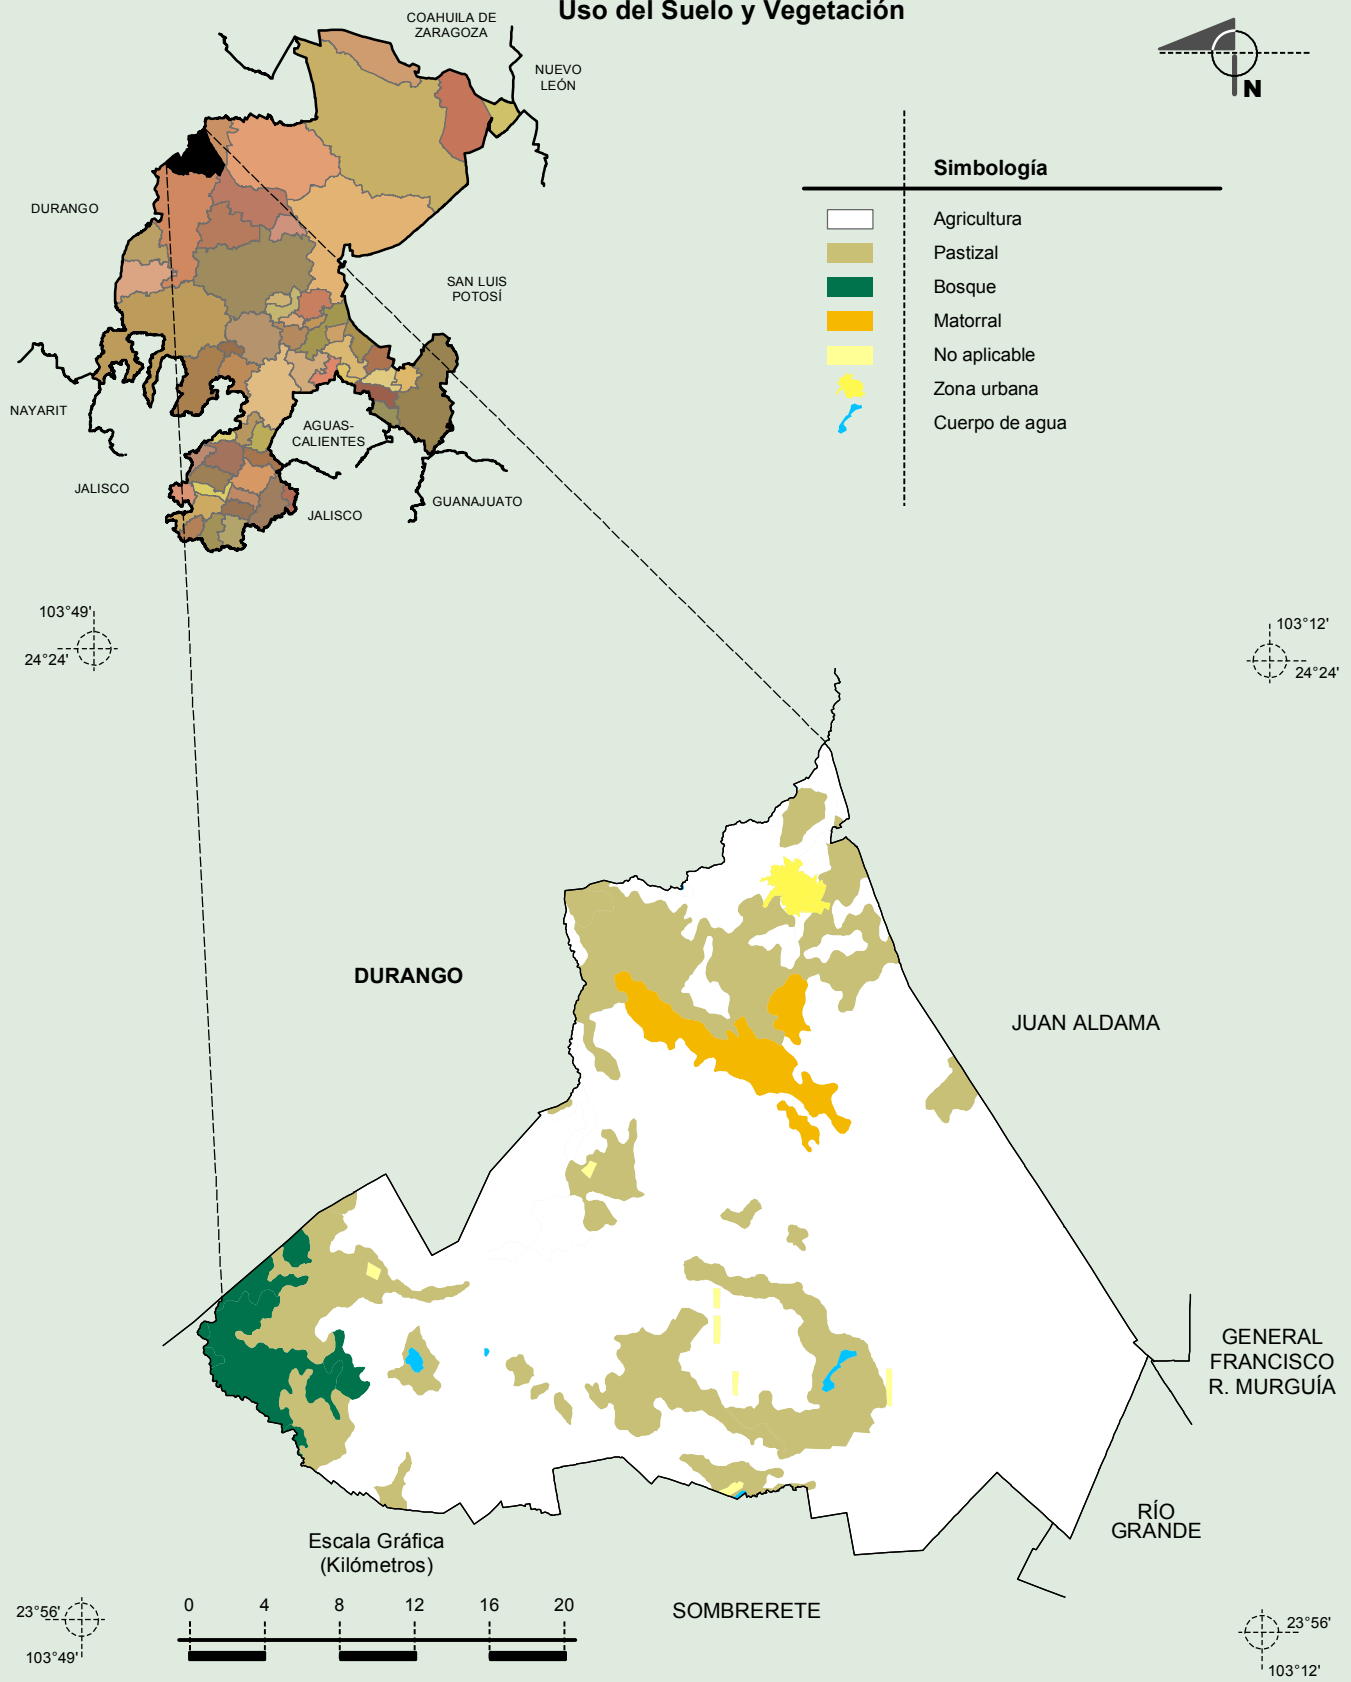 Uso del Suelo y Vegetación
COAHUILA DE
ZARAGOZA
NUEVO
LEÓN
N
DURANGO
SAN LUIS
POTOSÍ
NAYARIT
AGUAS-
CALIENTES
JALISCO
JALISCO
GUANAJUATO
Simbología
Agricultura
Pastizal
Bosque
Matorral
No aplicable
Zona urbana
Cuerpo de agua
103°49'
24°24'
103°12'
24°24'
DURANGO
JUAN ALDAMA
GENERAL
FRANCISCO
R. MURGUÍA
RÍO
GRANDE
SOMBRERETE
Escala Gráfica
(Kilómetros)
0 4 8 12 16 20
23°56'
103°49'
23°56'
103°12'